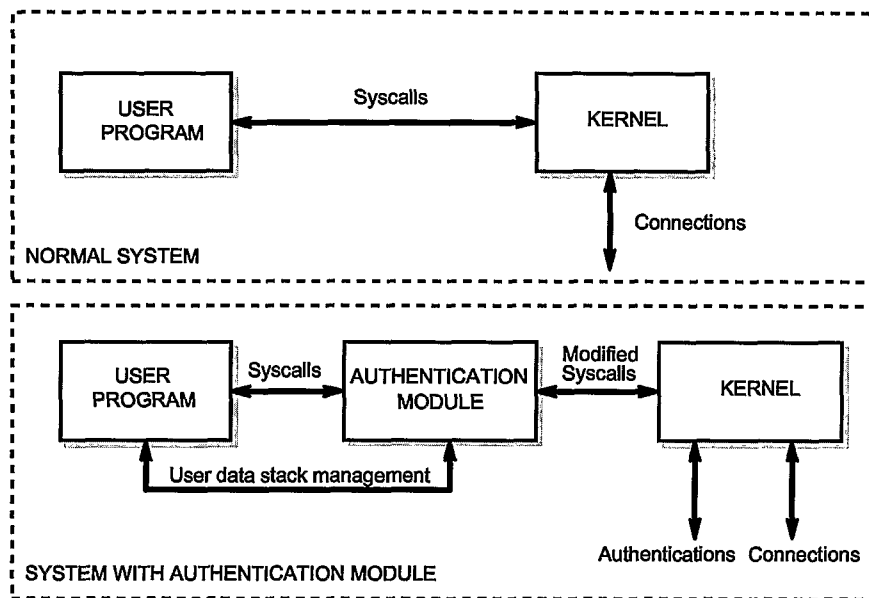 USER
PROGRAM
Syscalls
KERNEL
Connections
NORMAL SYSTEM
USER
PROGRAM
Syscalls
AUTHENTICATION
MODULE
Modified
Syscalls
KERNEL
User data stack management
Authentications
Connections
SYSTEM WITH AUTHENTICATION MODULE